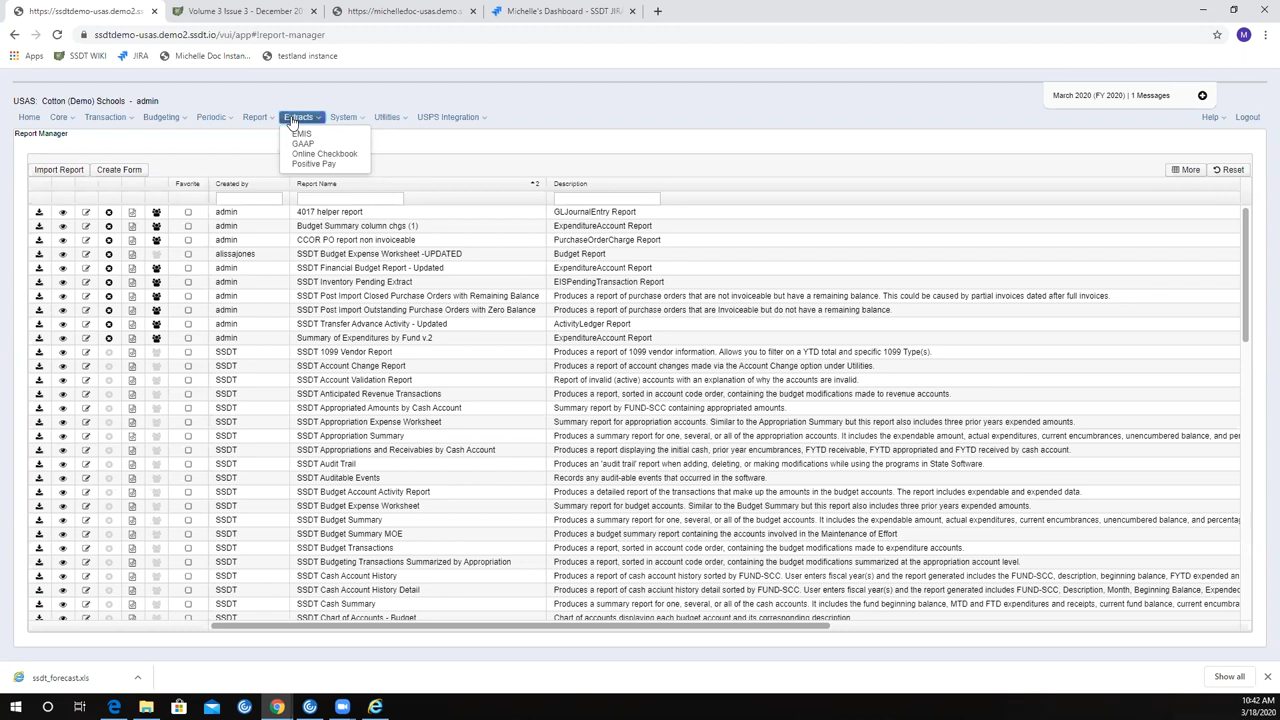 https://ssdtdemo-usas.demo2.ssdt.
Volume 3 Issue 3 – December 20
https://michelledoc-usas.demo.s
Michelle's Dashboard - SSDT JIR
ssdtdemo-usas.demo2.ssdt.io/vui/app#!report-manager
M
Apps SSDT WIKI JIRA Michelle Doc Instan... testland instance
USAS: Cotton (Demo) Schools - admin
March 2020 (FY 2020) | 1 Messages
Home Core Transaction Budgeting Periodic Report Extracts System Utilities USPS Integration Help Logout
Report Manager
EMIS
GAAP
Online Checkbook
Positive Pay
Import Report Create Form More Reset
Favorite Created by Report Name 2 Description
admin 4017 helper report GLJournalEntry Report
admin Budget Summary column chgs (1) ExpenditureAccount Report
admin CCOR PO report non invoiceable PurchaseOrderCharge Report
alissajones SSDT Budget Expense Worksheet -UPDATED Budget Report
admin SSDT Financial Budget Report - Updated ExpenditureAccount Report
admin SSDT Inventory Pending Extract EISPendingTransaction Report
admin SSDT Post Import Closed Purchase Orders with Remaining Balance Produces a report of purchase orders that are not invoiceable but have a remaining balance. This could be caused by partial invoices dated after full invoices.
admin SSDT Post Import Outstanding Purchase Orders with Zero Balance Produces a report of purchase orders that are Invoiceable but do not have a remaining balance.
admin SSDT Transfer Advance Activity - Updated ActivityLedger Report
admin Summary of Expenditures by Fund v.2 ExpenditureAccount Report
SSDT SSDT 1099 Vendor Report Produces a report of 1099 vendor information. Allows you to filter on a YTD total and specific 1099 Type(s).
SSDT SSDT Account Change Report Produces a report of account changes made via the Account Change option under Utilities.
SSDT SSDT Account Validation Report Report of invalid (active) accounts with an explanation of why the accounts are invalid.
SSDT SSDT Anticipated Revenue Transactions Produces a report, sorted in account code order, containing the budget modifications made to revenue accounts.
SSDT SSDT Appropriated Amounts by Cash Account Summary report by FUND-SCC containing appropriated amounts.
SSDT SSDT Appropriation Expense Worksheet Summary report for appropriation accounts. Similar to the Appropriation Summary but this report also includes three prior years expended amounts.
SSDT SSDT Appropriation Summary Produces a summary report for one, several, or all of the appropriation accounts. It includes the expendable amount, actual expenditures, current encumbrances, unencumbered balance, and per
SSDT SSDT Appropriations and Receivables by Cash Account Produces a report displaying the initial cash, prior year encumbrances, FYTD receivable, FYTD appropriated and FYTD received by cash account.
SSDT SSDT Audit Trail Produces an 'audit trail' report when adding, deleting, or making modifications while using the programs in State Software.
SSDT SSDT Auditable Events Records any audit-able events that occurred in the software.
SSDT SSDT Budget Account Activity Report Produces a detailed report of the transactions that make up the amounts in the budget accounts. The report includes expendable and expended data.
SSDT SSDT Budget Expense Worksheet Summary report for budget accounts. Similar to the Budget Summary but this report also includes three prior years expended amounts.
SSDT SSDT Budget Summary Produces a summary report for one, several, or all of the budget accounts. It includes the expendable amount, actual expenditures, current encumbrances, unencumbered balance, and percenta
SSDT SSDT Budget Summary MOE Produces a budget summary report containing the accounts involved in the Maintenance of Effort
SSDT SSDT Budget Transactions Produces a report, sorted in account code order, containing the budget modifications made to expenditure accounts.
SSDT SSDT Budgeting Transactions Summarized by Appropriation Produces a report, sorted in account code order, containing the budget modifications summarized at the appropriation account level.
SSDT SSDT Cash Account History Produces a report of cash account history sorted by FUND-SCC. User enters fiscal year(s) and the report generated includes the FUND-SCC, description, beginning balance, FYTD expended an
SSDT SSDT Cash Account History Detail Produces a report of cash account history detail sorted by FUND-SCC. User enters fiscal year(s) and the report generated includes FUND-SCC, Description, Month, Beginning Balance, Expended
SSDT SSDT Cash Summary Produces a summary report for one, several, or all of the cash accounts. It includes the fund beginning balance, MTD and FTD expenditures and receipts, current fund balance, current encumbra
SSDT SSDT Chart of Accounts - Budget Chart of accounts displaying each budget account and its corresponding description.
ssdt_forecast.xls Show all
10:42 AM
3/18/2020